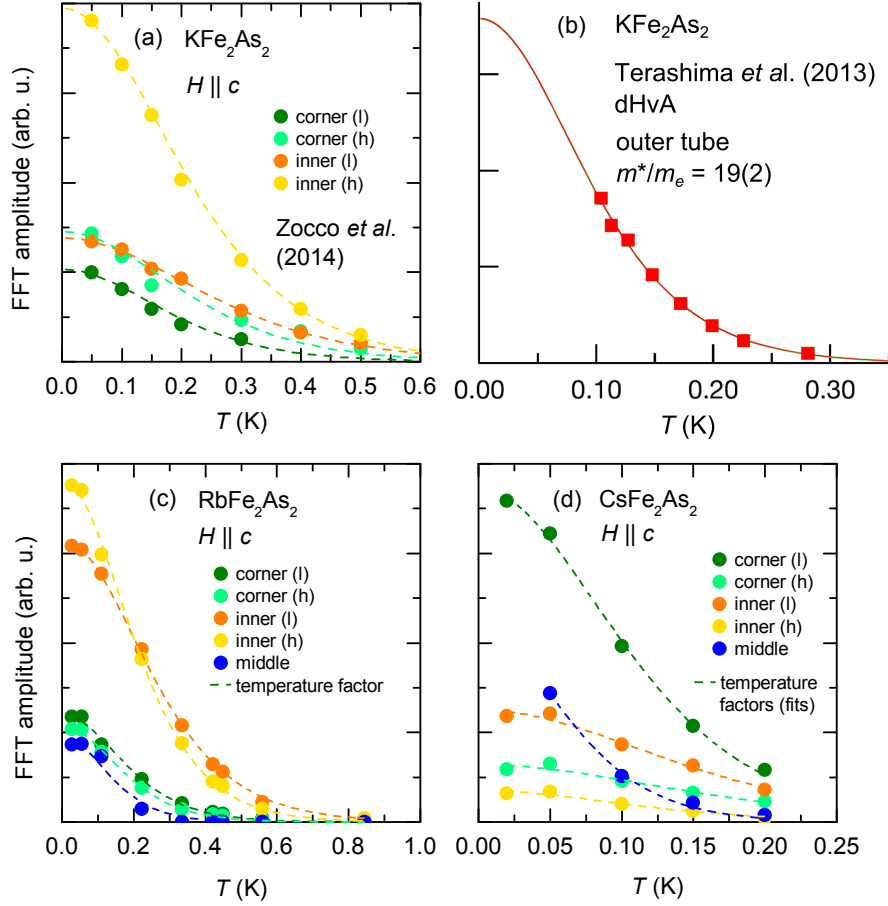 (a)
KFe2As2
H || c
corner (l)
corner (h)
inner (l)
inner (h)
Zocco et al.
(2014)
FFT amplitude (arb. u.)
0.0 0.1 0.2 0.3 0.4 0.5 0.6
T (K)
(b)
KFe2As2
Terashima et al. (2013)
dHvA
outer tube
m*/me = 19(2)
0.00 0.10 0.20 0.30
T (K)
(c)
RbFe2As2
H || c
corner (l)
corner (h)
inner (l)
inner (h)
middle
temperature factor
FFT amplitude (arb. u.)
0.0 0.2 0.4 0.6 0.8 1.0
T (K)
(d)
CsFe2As2
H || c
corner (l)
corner (h)
inner (l)
inner (h)
middle
temperature
factors (fits)
0.00 0.05 0.10 0.15 0.20 0.25
T (K)